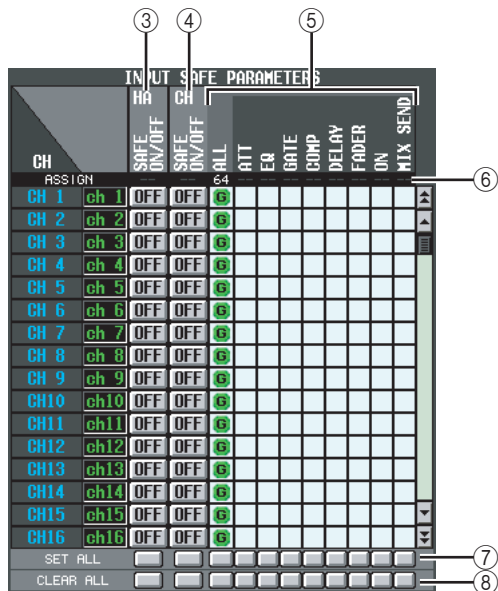 ③ ④ ⑤
INPUT SAFE PARAMETERS
HA CH
CH SAFE ON/OFF SAFE ON/OFF ALL ATT EQ GATE COMP DELAY FADER ON MIX SEND
ASSIGN -- -- 64 -- -- -- -- -- -- -- -- ⑥
CH 1 ch 1 OFF OFF G
CH 2 ch 2 OFF OFF G
CH 3 ch 3 OFF OFF G
CH 4 ch 4 OFF OFF G
CH 5 ch 5 OFF OFF G
CH 6 ch 6 OFF OFF G
CH 7 ch 7 OFF OFF G
CH 8 ch 8 OFF OFF G
CH 9 ch 9 OFF OFF G
CH10 ch10 OFF OFF G
CH11 ch11 OFF OFF G
CH12 ch12 OFF OFF G
CH13 ch13 OFF OFF G
CH14 ch14 OFF OFF G
CH15 ch15 OFF OFF G
CH16 ch16 OFF OFF G
SET ALL ⑦
CLEAR ALL ⑧